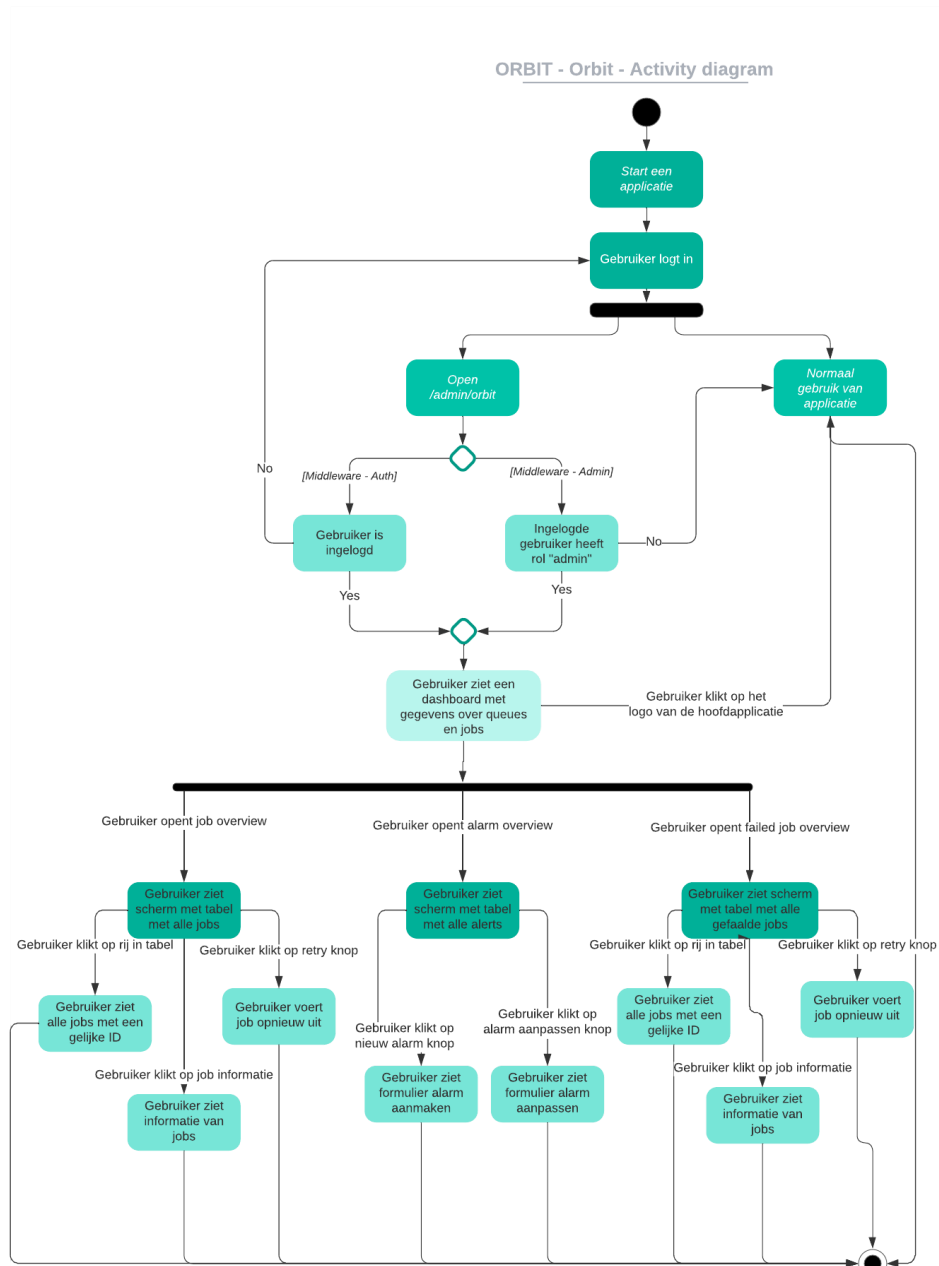 ORBIT - Orbit - Activity diagram
Start een
applicatie
Gebruiker logt in
Open
/admin/orbit
Normaal
gebruik van
applicatie
No
[Middleware - Auth]
[Middleware - Admin]
Gebruiker is
ingelogd
Ingelogde
gebruiker heeft
rol "admin"
No
Yes
Yes
Gebruiker ziet een
dashboard met
gegevens over queues
en jobs
Gebruiker klikt op het
logo van de hoofdapplicatie
Gebruiker opent job overview
Gebruiker opent alarm overview
Gebruiker opent failed job overview
Gebruiker ziet
scherm met tabel
met alle jobs
Gebruiker ziet
scherm met tabel
met alle alerts
Gebruiker ziet scherm
met tabel met alle
gefaalde jobs
Gebruiker klikt op rij in tabel
Gebruiker klikt op retry knop
Gebruiker klikt op rij in tabel
Gebruiker klikt op retry knop
Gebruiker ziet
alle jobs met een
gelijke ID
Gebruiker voert
job opnieuw uit
Gebruiker klikt op
nieuw alarm knop
Gebruiker klikt op
alarm aanpassen knop
Gebruiker ziet
alle jobs met een
gelijke ID
Gebruiker voert
job opnieuw uit
Gebruiker klikt op job informatie
Gebruiker klikt op job informatie
Gebruiker ziet
informatie van
jobs
Gebruiker ziet
formulier alarm
aanmaken
Gebruiker ziet
formulier alarm
aanpassen
Gebruiker ziet
informatie van
jobs